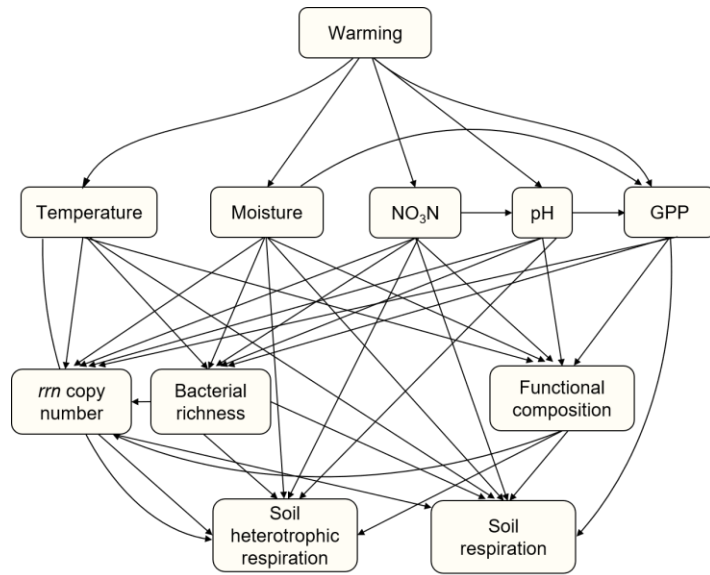 Warming
Temperature
Moisture
NO₃N
pH
GPP
rrn copy
number
Bacterial
richness
Functional
composition
Soil
heterotrophic
respiration
Soil
respiration